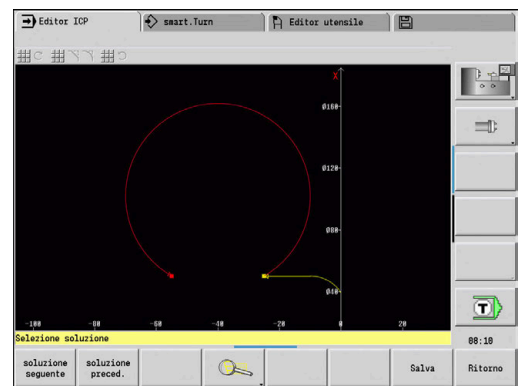 Editor ICP
smart.Turn
Editor utensile
X
Ø160
Ø120
Ø80
Ø40
-100 -80 -60 -40 -20 0 20
Selezione soluzione
T
08:10
soluzione seguente
soluzione preced.
Salva
Ritorno